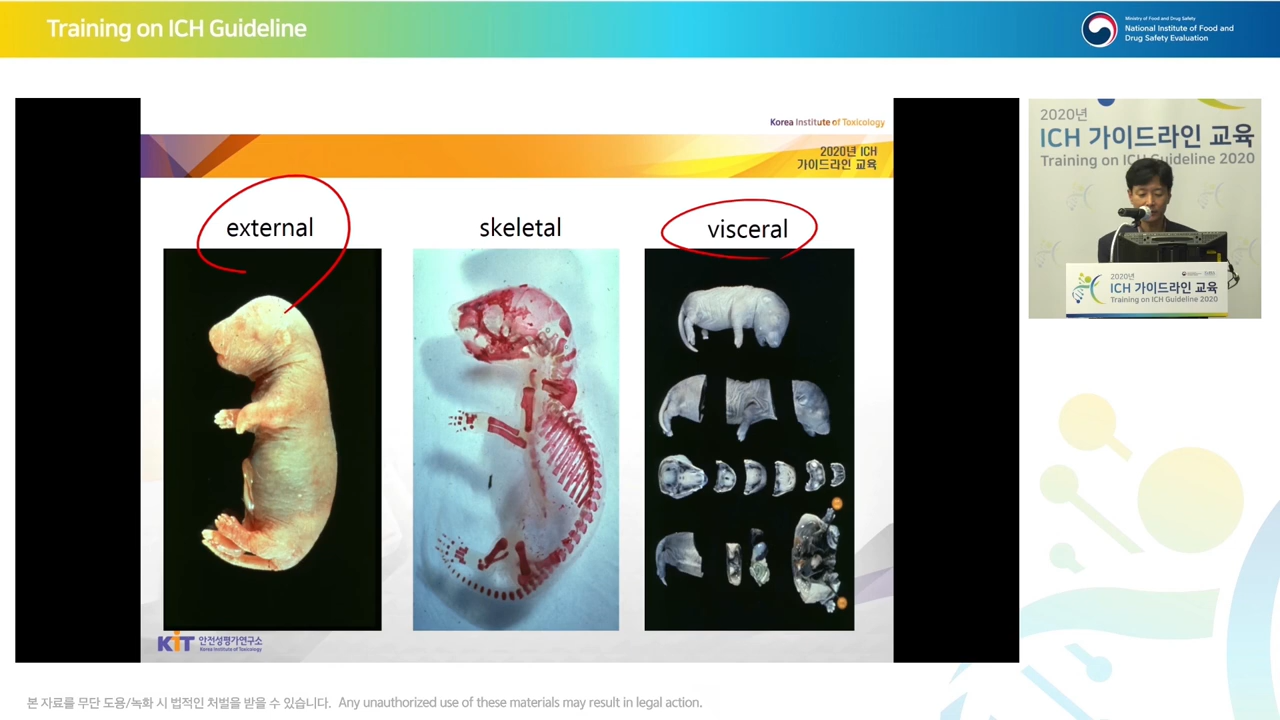 Training on ICH Guideline
Ministry of Food and Drug Safety
National Institute of Food and
Drug Safety Evaluation
Korea Institute of Toxicology
2020년 ICH
가이드라인 교육
external
skeletal
visceral
KIT 안전성평가연구소
Korea Institute of Toxicology
2020년
ICH 가이드라인 교육
Training on ICH Guideline 2020
2020년
ICH 가이드라인 교육
Training on ICH Guideline 2020
본 자료를 무단 도용/녹화 시 법적인 처벌을 받을 수 있습니다. Any unauthorized use of these materials may result in legal action.